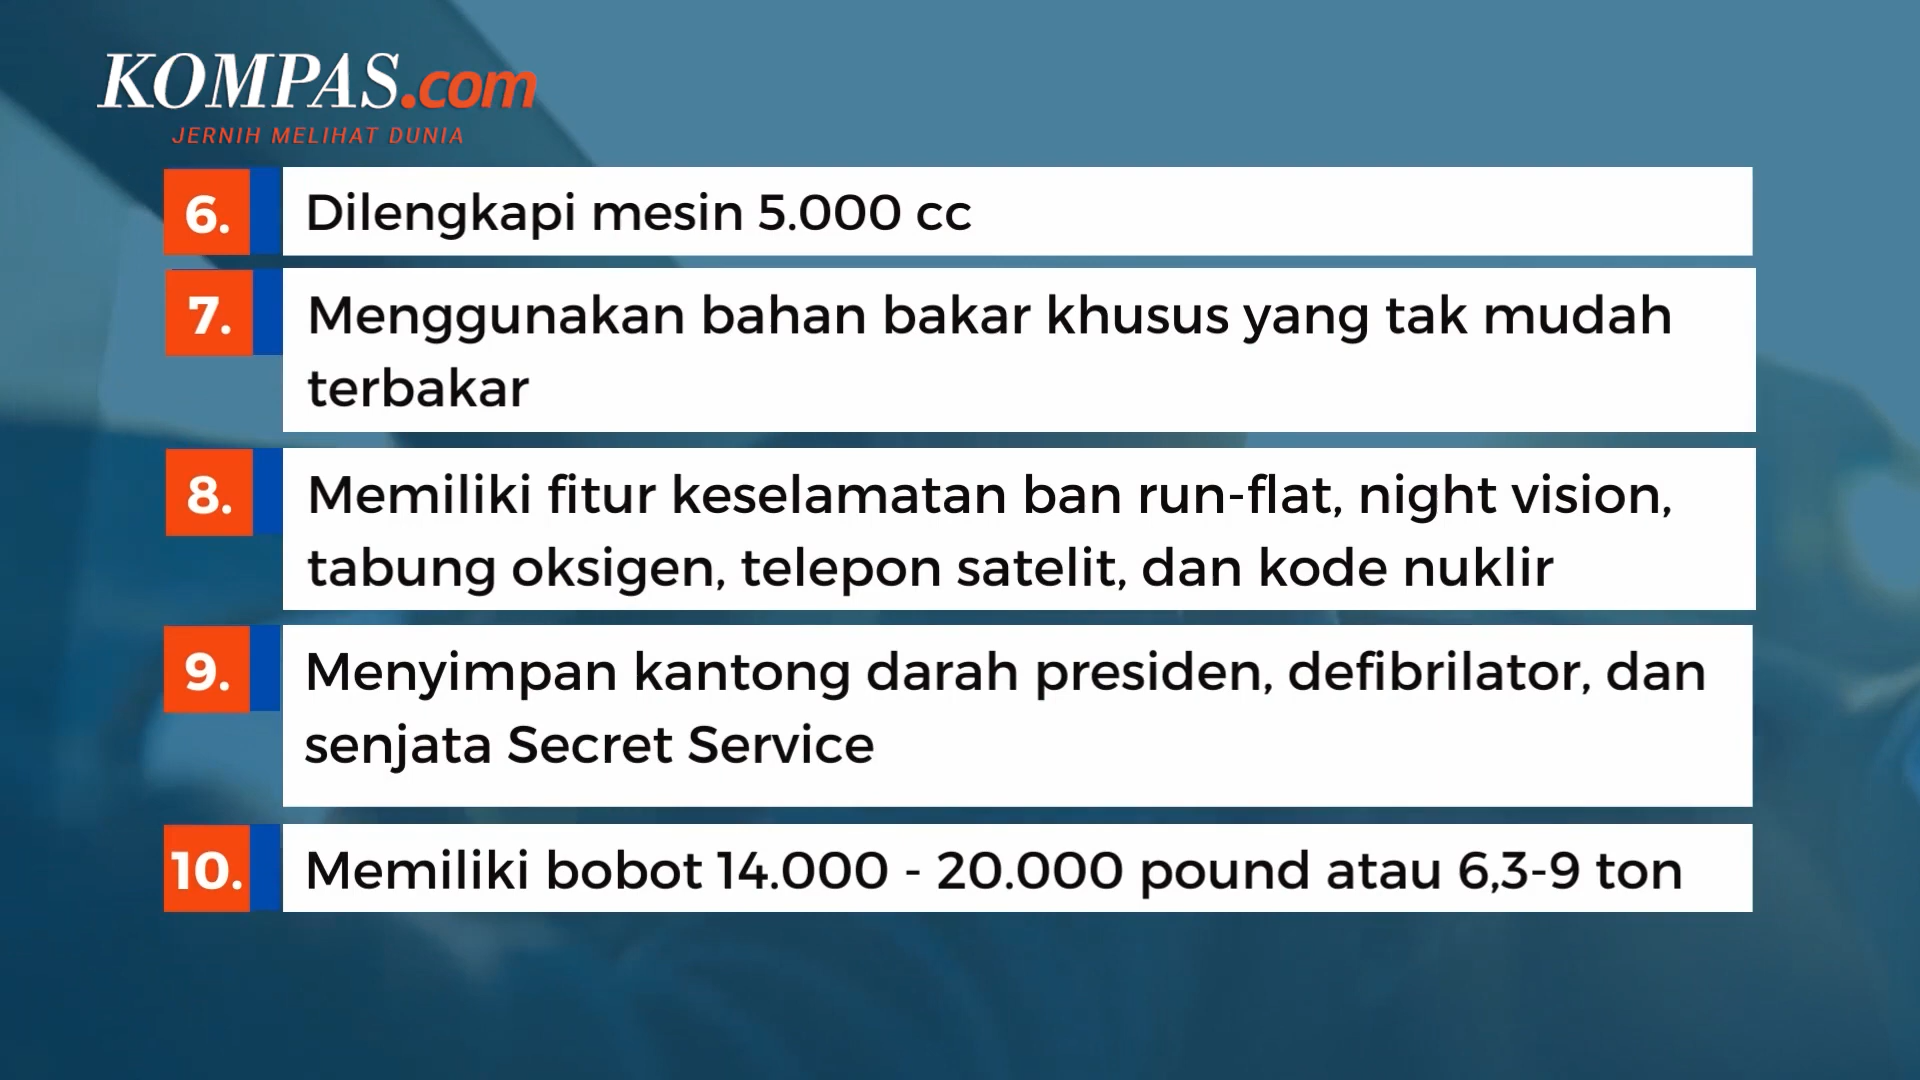 KOMPAS.com
JERNIH MELIHAT DUNIA
6. Dilengkapi mesin 5.000 cc
7. Menggunakan bahan bakar khusus yang tak mudah
terbakar
8. Memiliki fitur keselamatan ban run-flat, night vision,
tabung oksigen, telepon satelit, dan kode nuklir
9. Menyimpan kantong darah presiden, defibrilator, dan
senjata Secret Service
10. Memiliki bobot 14.000 - 20.000 pound atau 6,3-9 ton